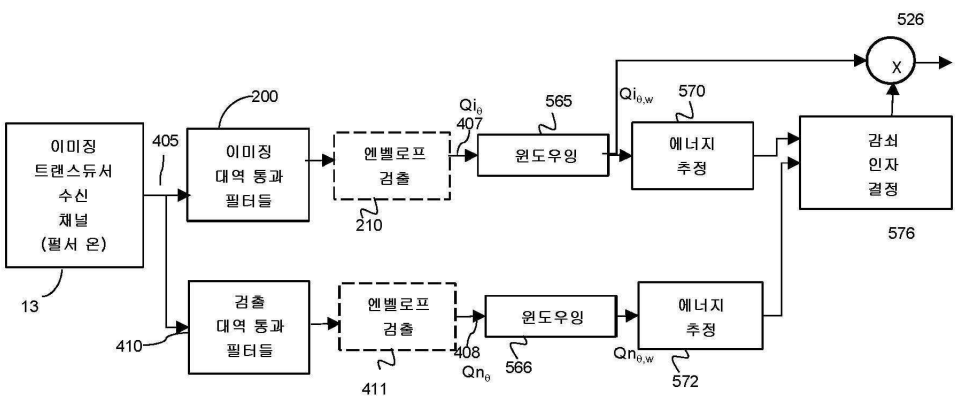 526
200
Qi_θ
407
565
Qi_θ,w
570
X
405
이미징
트랜스듀서
수신
채널
(펄서 온)
이미징
대역 통과
필터들
엔벨로프
검출
윈도우잉
에너지
추정
감쇠
인자
결정
210
576
13
검출
대역 통과
필터들
엔벨로프
검출
윈도우잉
에너지
추정
410
408
Qn_θ
566
Qn_θ,w
572
411